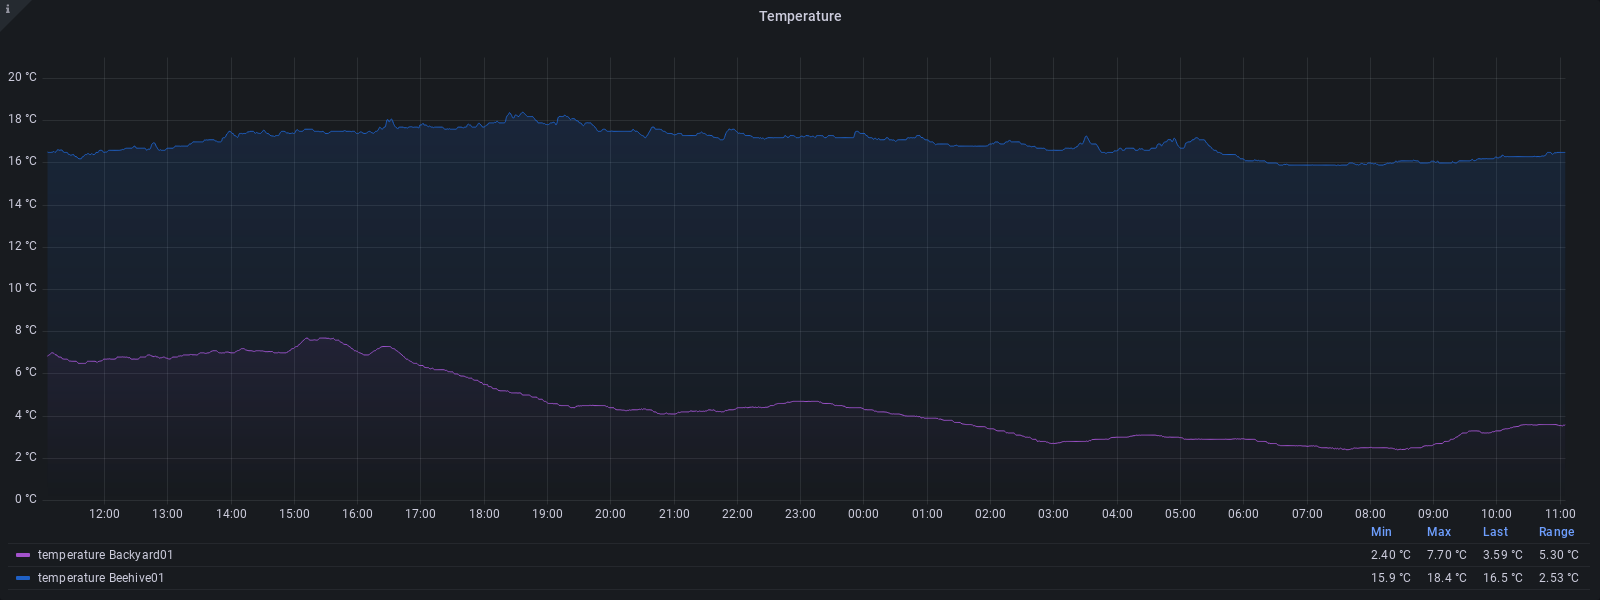 i
Temperature
20 °C
18 °C
16 °C
14 °C
12 °C
10 °C
8 °C
6 °C
4 °C
2 °C
0 °C
12:00 13:00 14:00 15:00 16:00 17:00 18:00 19:00 20:00 21:00 22:00 23:00 00:00 01:00 02:00 03:00 04:00 05:00 06:00 07:00 08:00 09:00 10:00 11:00
Min Max Last Range
temperature Backyard01 2.40 °C 7.70 °C 3.59 °C 5.30 °C
temperature Beehive01 15.9 °C 18.4 °C 16.5 °C 2.53 °C